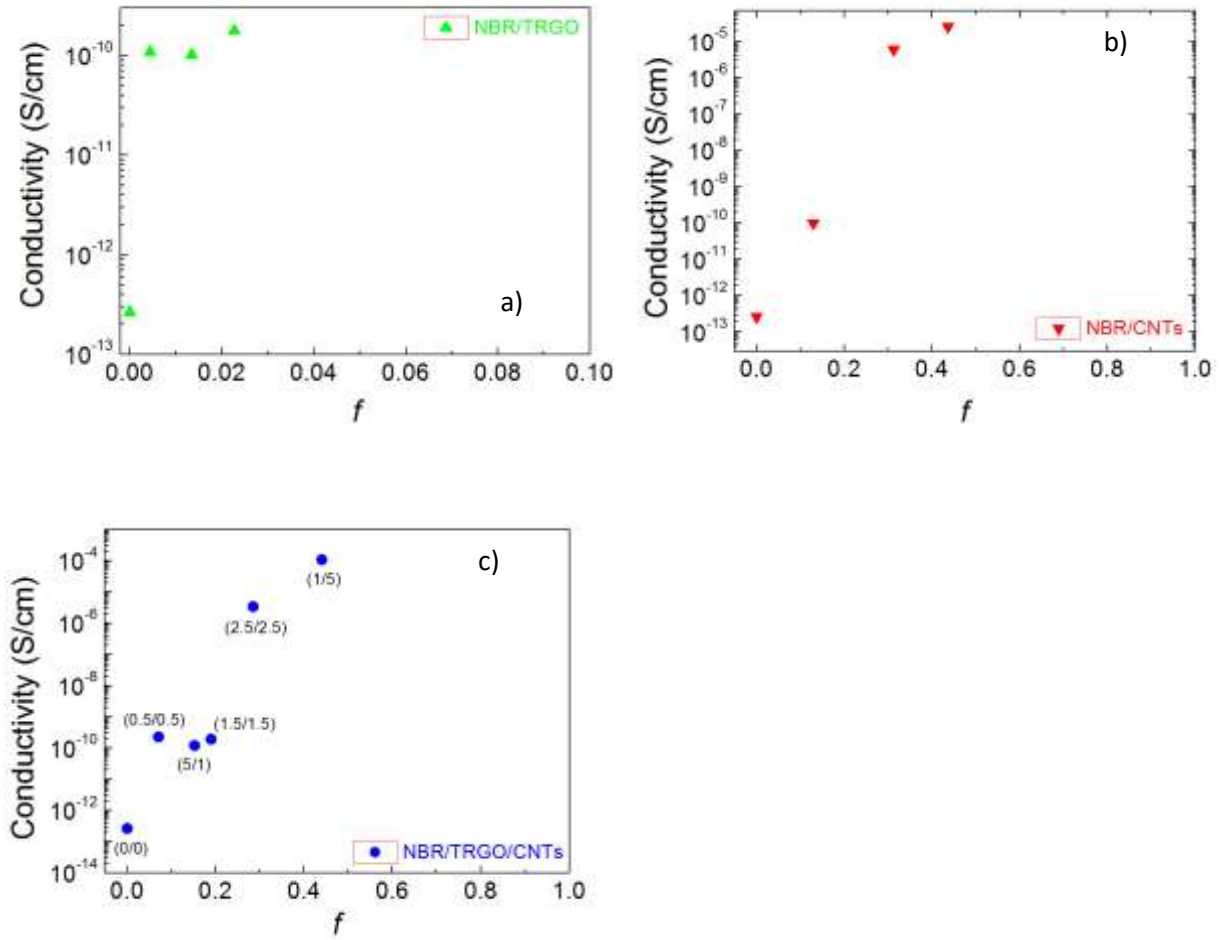 NBR/TRGO
a)
Conductivity (S/cm)
10⁻¹⁰
10⁻¹¹
10⁻¹²
10⁻¹³
0.00 0.02 0.04 0.06 0.08 0.10
f
b)
NBR/CNTs
Conductivity (S/cm)
10⁻⁵
10⁻⁶
10⁻⁷
10⁻⁸
10⁻⁹
10⁻¹⁰
10⁻¹¹
10⁻¹²
10⁻¹³
0.0 0.2 0.4 0.6 0.8 1.0
f
c)
Conductivity (S/cm)
10⁻⁴
10⁻⁶
10⁻⁸
10⁻¹⁰
10⁻¹²
10⁻¹⁴
(1/5)
(2.5/2.5)
(0.5/0.5)
(1.5/1.5)
(5/1)
(0/0)
NBR/TRGO/CNTs
0.0 0.2 0.4 0.6 0.8 1.0
f